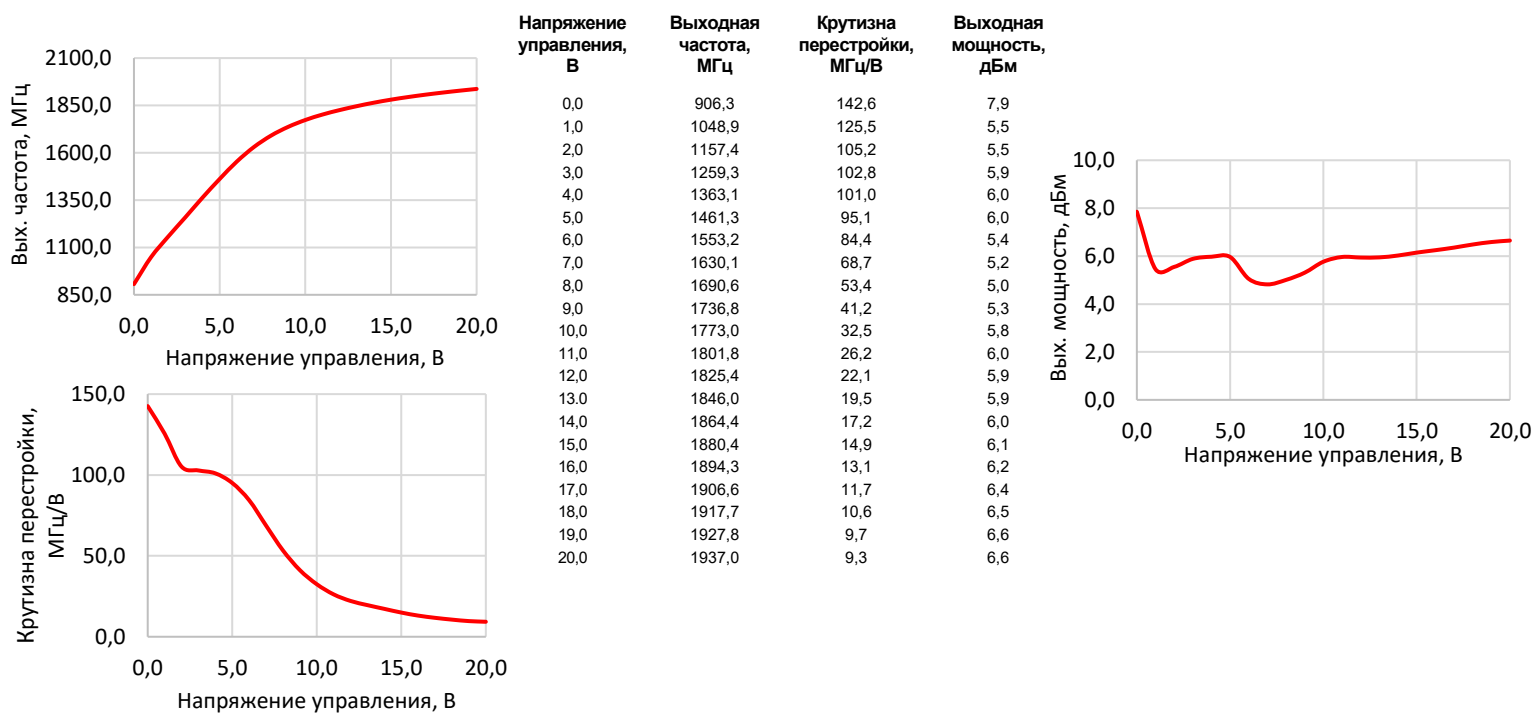 2100,0
1850,0
1600,0
1350,0
1100,0
850,0
Вых. частота, МГц
0,0 5,0 10,0 15,0 20,0
Напряжение управления, В
150,0
100,0
50,0
0,0
Крутизна перестройки,
МГц/В
0,0 5,0 10,0 15,0 20,0
Напряжение управления, В
Напряжение Выходная Крутизна Выходная
управления, частота, перестройки, мощность,
В МГц МГц/В дБм
0,0 906,3 142,6 7,9
1,0 1048,9 125,5 5,5
2,0 1157,4 105,2 5,5
3,0 1259,3 102,8 5,9
4,0 1363,1 101,0 6,0
5,0 1461,3 95,1 6,0
6,0 1553,2 84,4 5,4
7,0 1630,1 68,7 5,2
8,0 1690,6 53,4 5,0
9,0 1736,8 41,2 5,3
10,0 1773,0 32,5 5,8
11,0 1801,8 26,2 6,0
12,0 1825,4 22,1 5,9
13.0 1846,0 19,5 5,9
14,0 1864,4 17,2 6,0
15,0 1880,4 14,9 6,1
16,0 1894,3 13,1 6,2
17,0 1906,6 11,7 6,4
18,0 1917,7 10,6 6,5
19,0 1927,8 9,7 6,6
20,0 1937,0 9,3 6,6
10,0
8,0
6,0
4,0
2,0
0,0
Вых. мощность, дБм
0,0 5,0 10,0 15,0 20,0
Напряжение управления, В